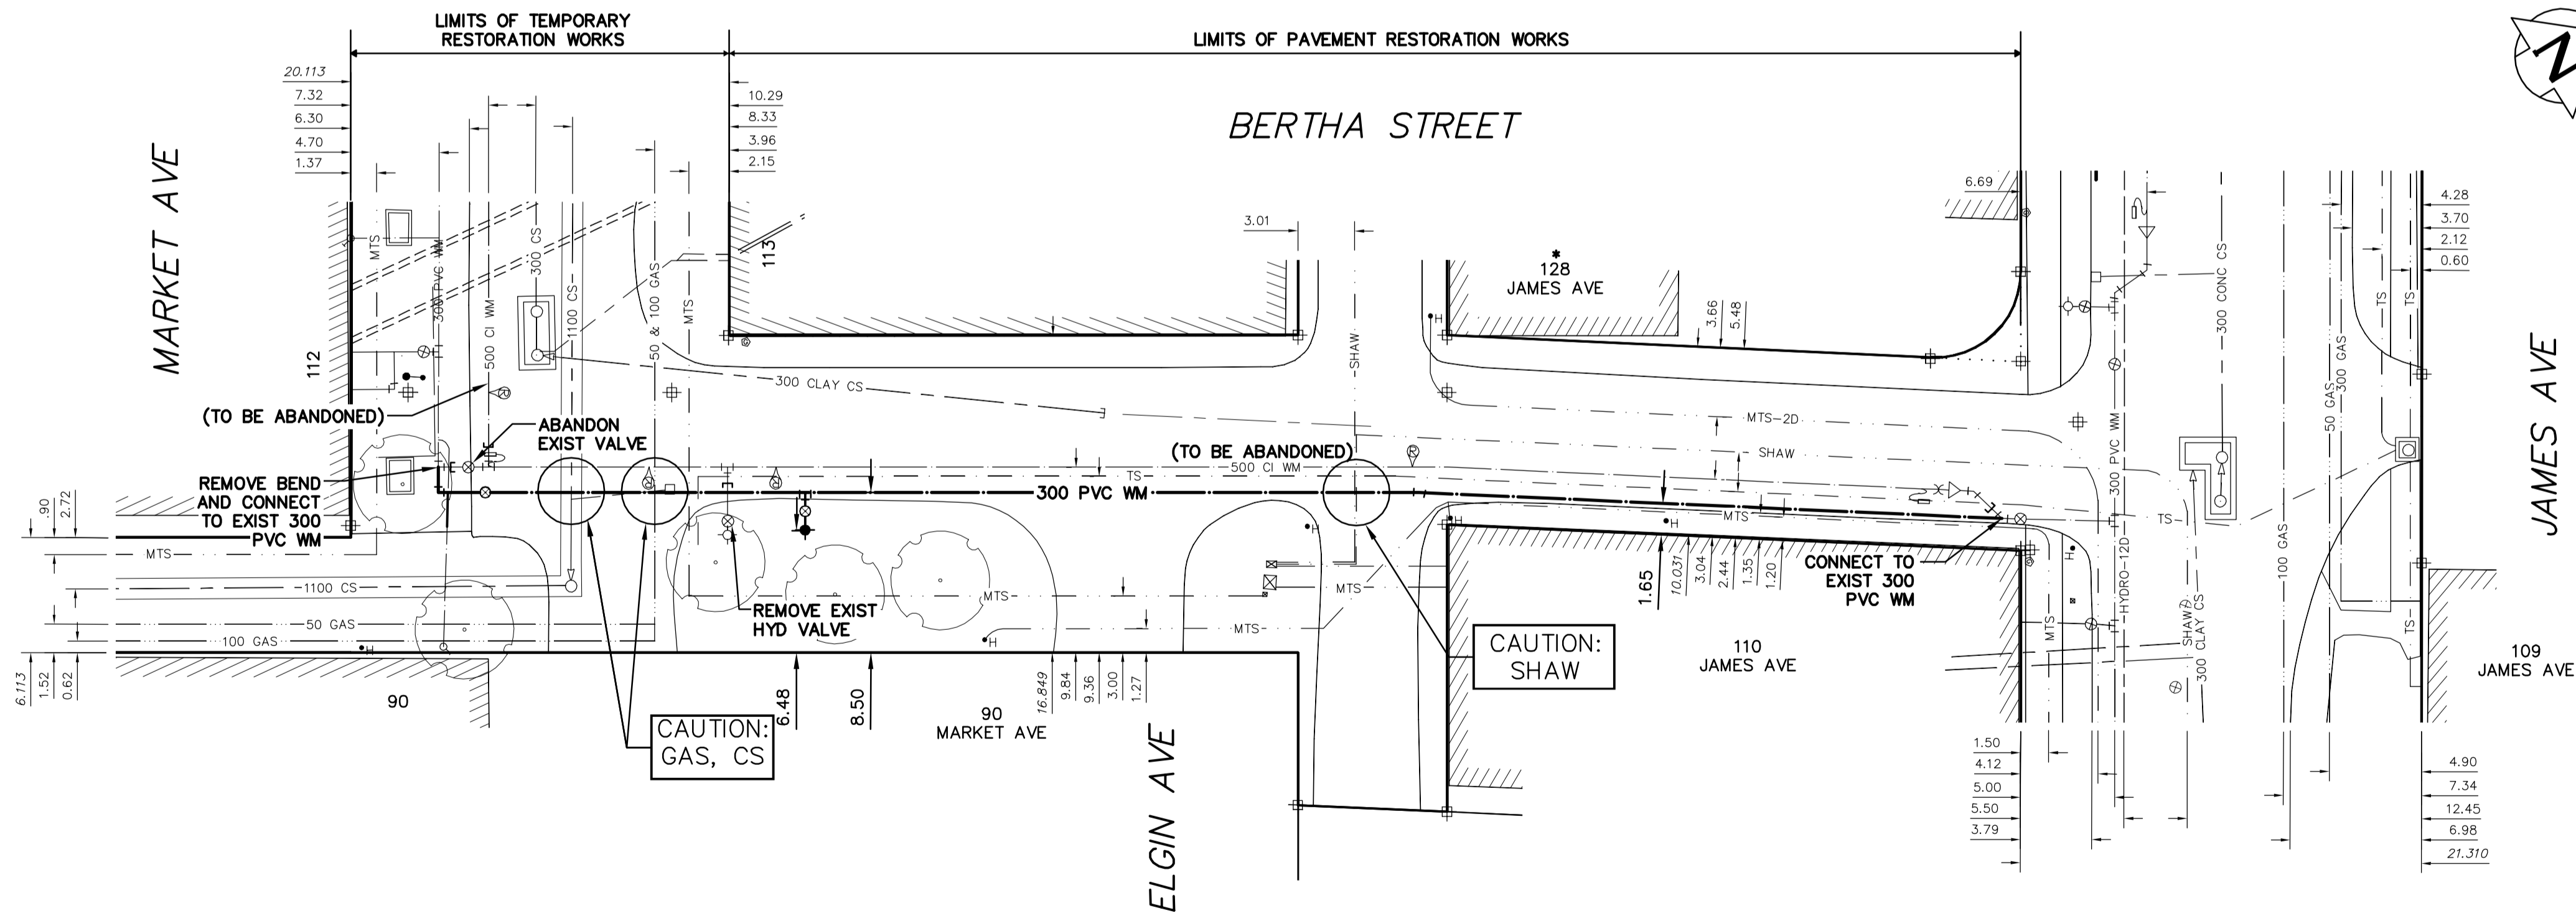 LIMITS OF TEMPORARY
RESTORATION WORKS
LIMITS OF PAVEMENT RESTORATION WORKS
N
20.113
7.32
6.30
4.70
1.37
10.29
8.33
3.96
2.15
BERTHA STREET
MARKET AVE
6.69
4.28
3.70
2.12
0.60
3.01
MTS
300 PVC WM
500 CI WM
300 CS
1100 CS
50 & 100 GAS
MTS
113
SHAW
H
*
128
JAMES AVE
3.66
5.48
300 CONC CS
TS
TS
300 GAS
50 GAS
112
300 CLAY CS
JAMES AVE
(TO BE ABANDONED)
ABANDON
EXIST VALVE
MTS-2D
SHAW
300 PVC WM
(TO BE ABANDONED)
500 CI WM
TS
REMOVE BEND
AND CONNECT
TO EXIST 300
PVC WM
300 PVC WM
MTS
TS
H
H
H
H
.90
2.72
MTS
1100 CS
50 GAS
100 GAS
H
REMOVE EXIST
HYD VALVE
MTS
MTS
MTS
H
1.65
10.031
3.04
2.44
1.35
1.20
CONNECT TO
EXIST 300
PVC WM
MTS
HYDRO-12D
SHAW
300 CLAY CS
100 GAS
TS
6.113
1.52
0.62
90
CAUTION:
GAS, CS
6.48
8.50
90
MARKET AVE
16.849
9.84
9.36
3.00
1.27
ELGIN AVE
CAUTION:
SHAW
110
JAMES AVE
109
JAMES AVE
1.50
4.12
5.00
5.50
3.79
4.90
7.34
12.45
6.98
21.310